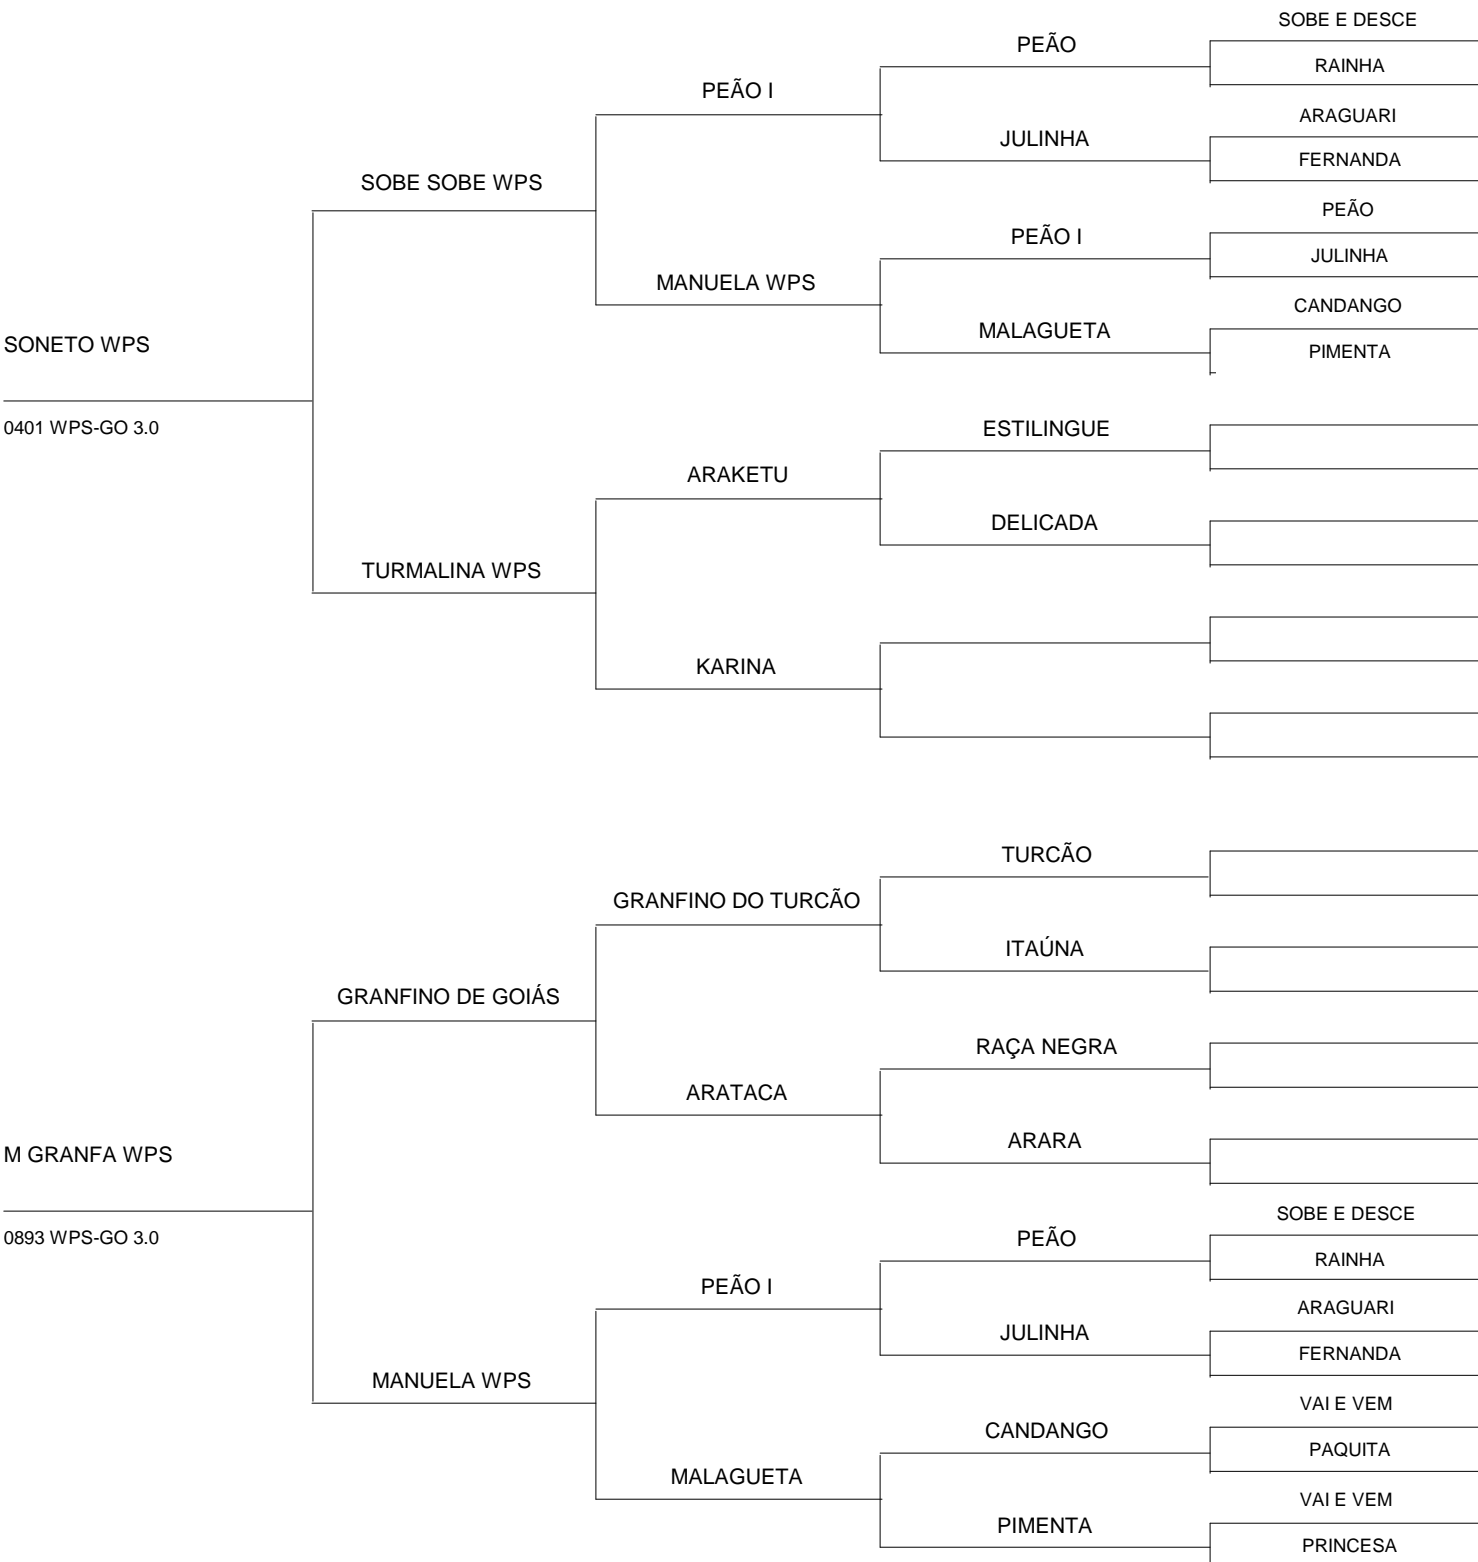 SOBE E DESCE
PEÃO
RAINHA
PEÃO I
ARAGUARI
JULINHA
FERNANDA
SOBE SOBE WPS
PEÃO
PEÃO I
JULINHA
MANUELA WPS
CANDANGO
MALAGUETA
SONETO WPS
PIMENTA
0401 WPS-GO 3.0
ESTILINGUE
ARAKETU
DELICADA
TURMALINA WPS
KARINA
TURCÃO
GRANFINO DO TURCÃO
ITAÚNA
GRANFINO DE GOIÁS
RAÇA NEGRA
ARATACA
ARARA
M GRANFA WPS
SOBE E DESCE
0893 WPS-GO 3.0
PEÃO
RAINHA
PEÃO I
ARAGUARI
JULINHA
FERNANDA
MANUELA WPS
VAI E VEM
CANDANGO
PAQUITA
MALAGUETA
VAI E VEM
PIMENTA
PRINCESA